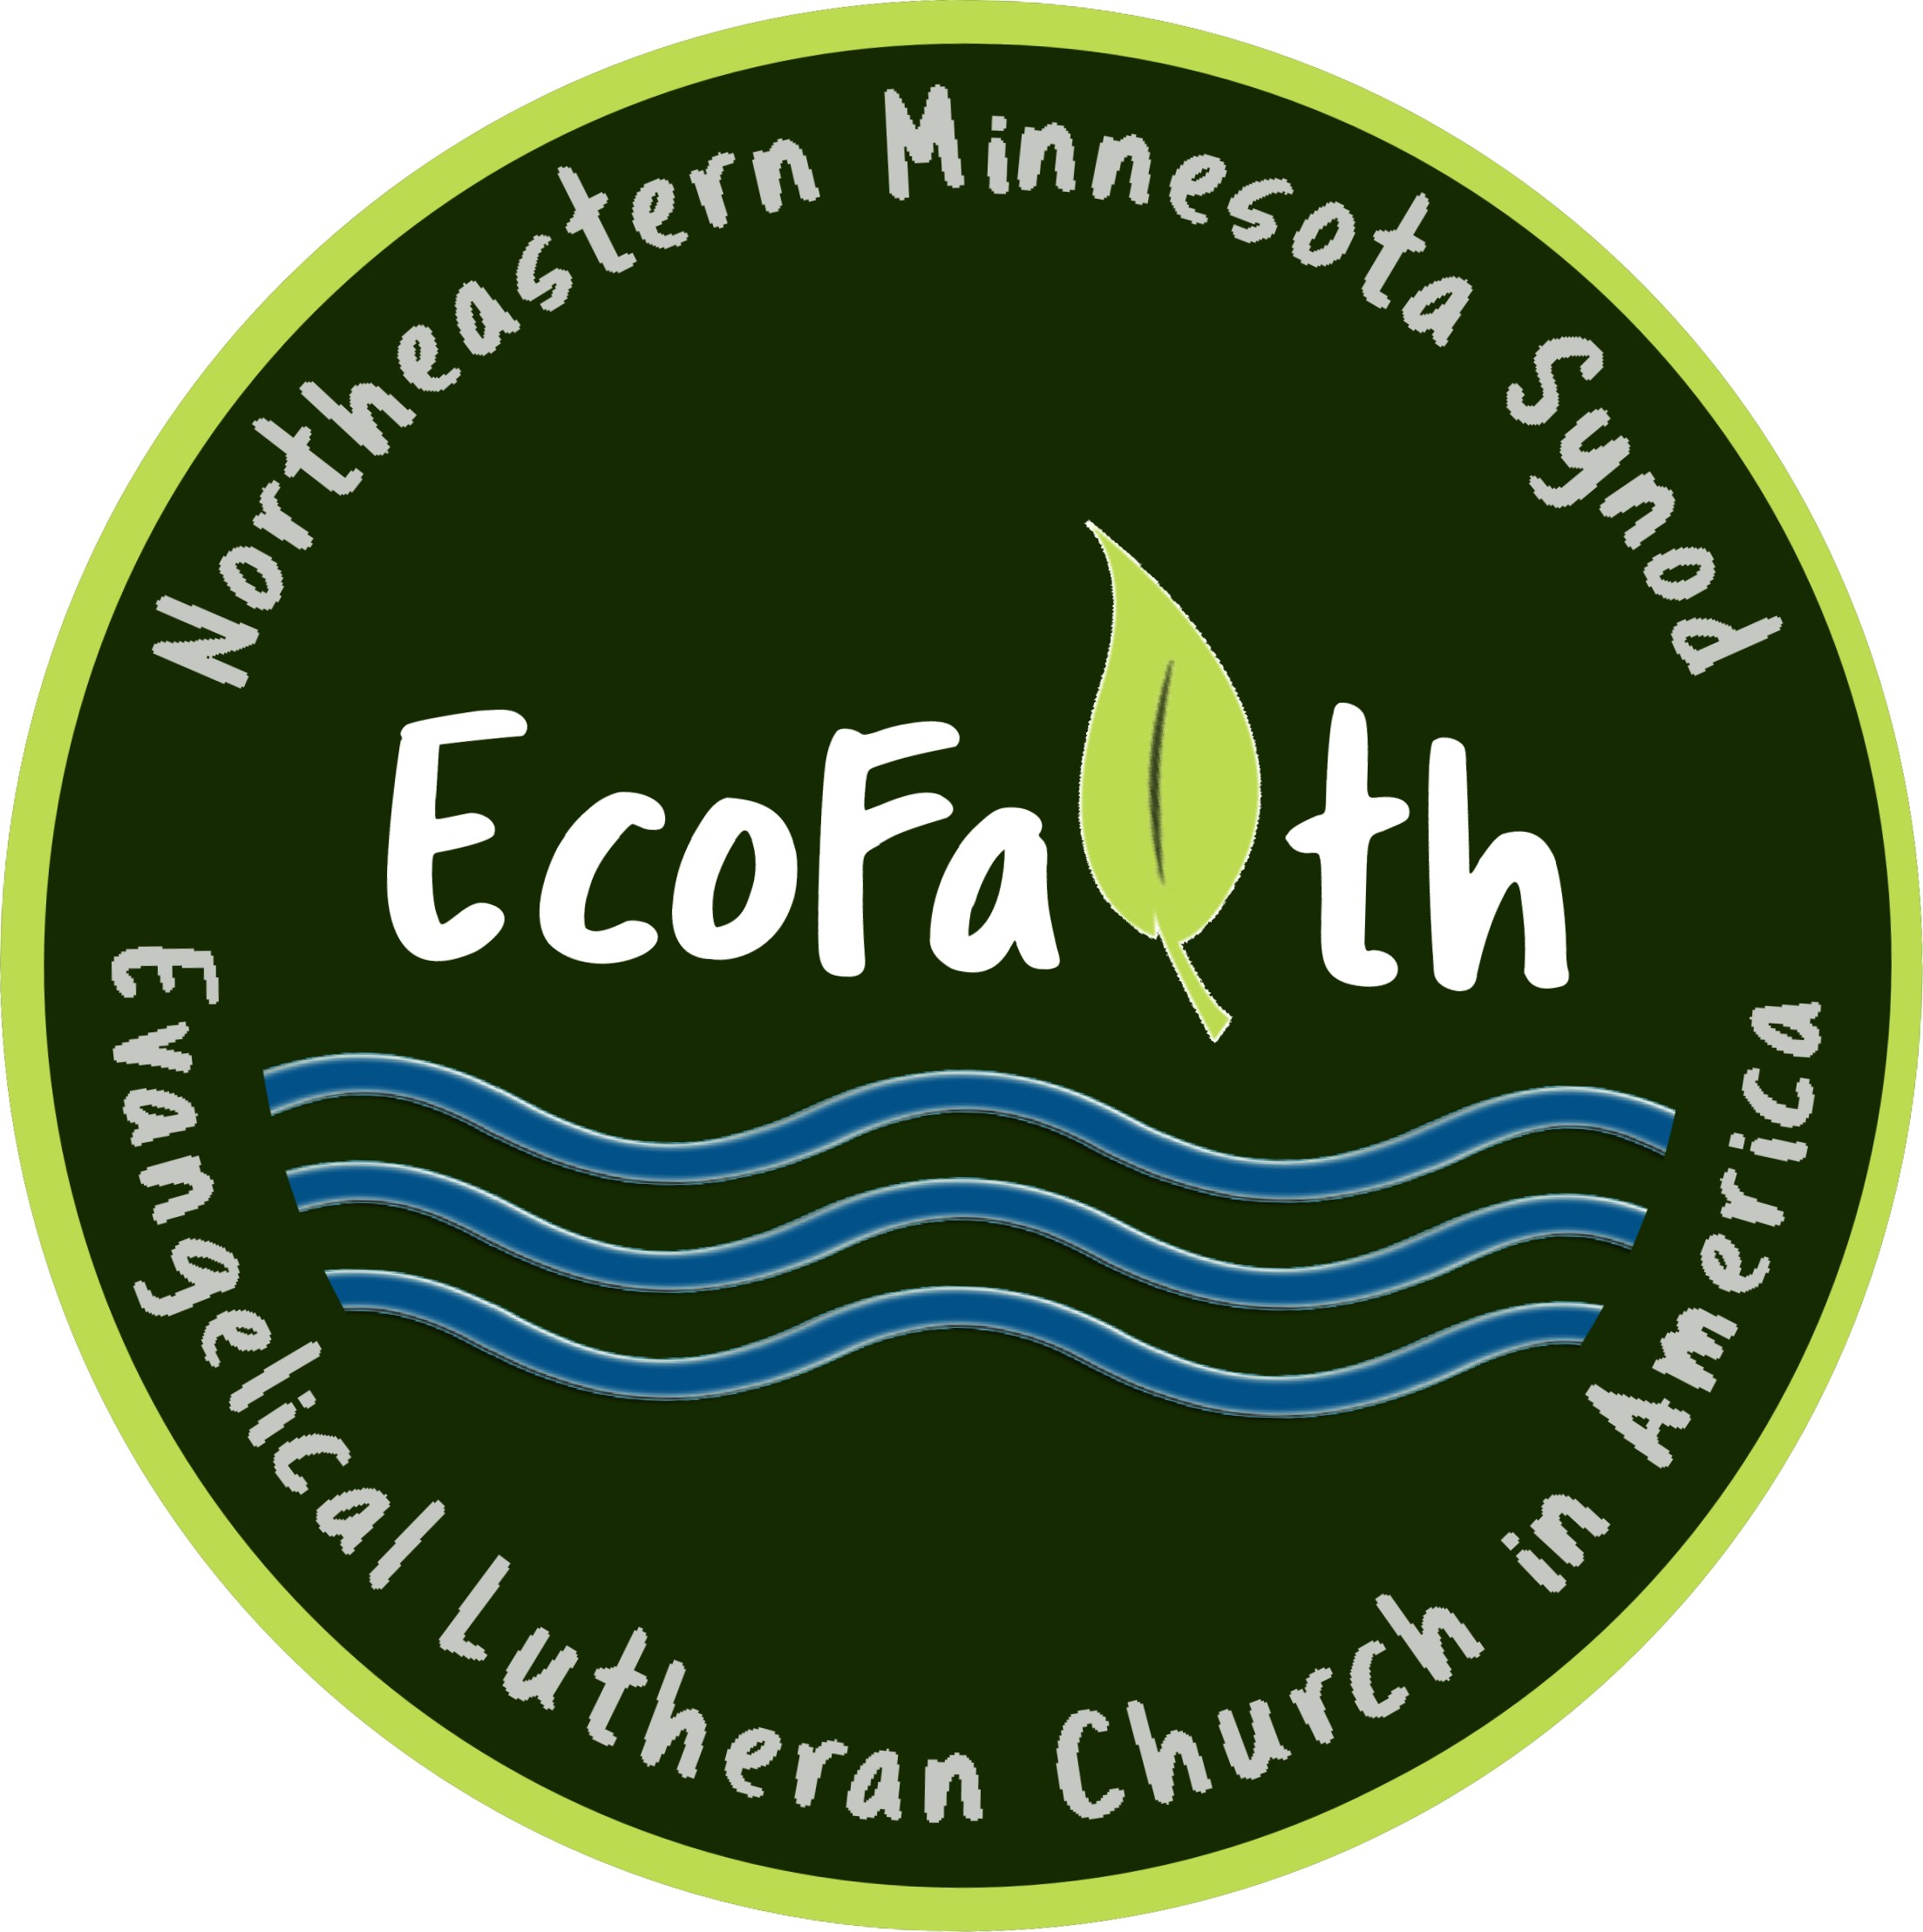 Northeastern Minnesota Synod
EcoFaith
Evangelical Lutheran Church in America